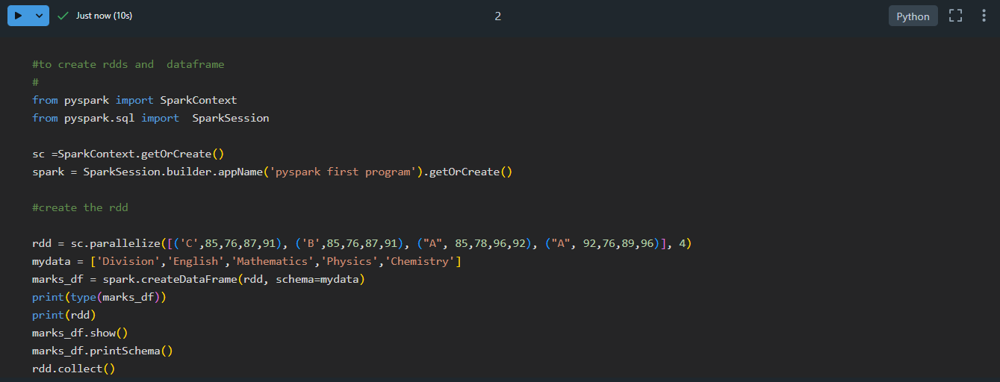 Just now (10s)
2
Python
#to create rdds and  dataframe
#
from pyspark import SparkContext
from pyspark.sql import  SparkSession
sc =SparkContext.getOrCreate()
spark = SparkSession.builder.appName('pyspark first program').getOrCreate()
#create the rdd
rdd = sc.parallelize([('C',85,76,87,91), ('B',85,76,87,91), ("A", 85,78,96,92), ("A", 92,76,89,96)], 4)
mydata = ['Division','English','Mathematics','Physics','Chemistry']
marks_df = spark.createDataFrame(rdd, schema=mydata)
print(type(marks_df))
print(rdd)
marks_df.show()
marks_df.printSchema()
rdd.collect()